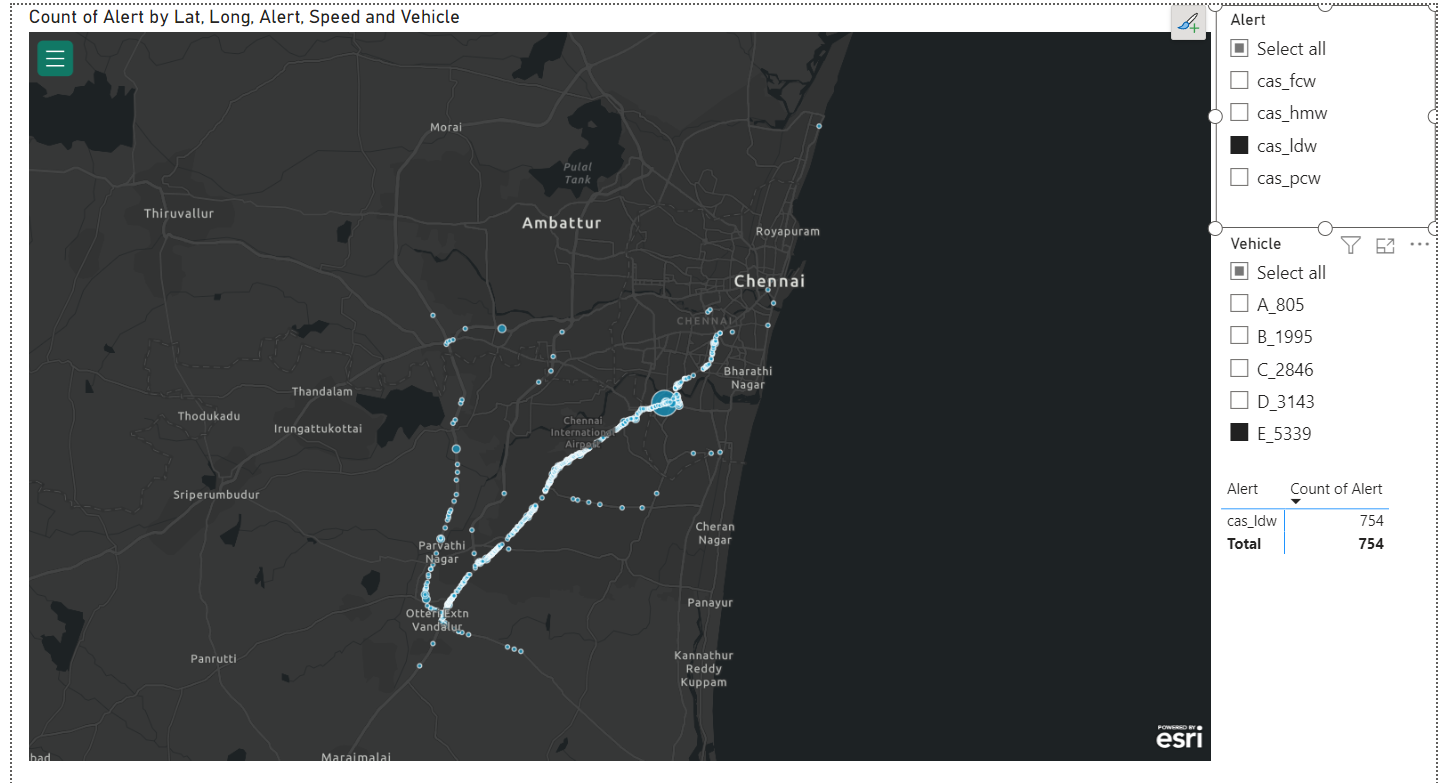 Count of Alert by Lat, Long, Alert, Speed and Vehicle
Morai
Pulal
Tank
Thiruvallur
Ambattur
Royapuram
Chennai
CHENNAI
Bharathi
Nagar
Thandalam
Thodukadu
Irungattukottai
Chennai
International
Airport
Sriperumbudur
Cheran
Nagar
Parvathi
Nagar
Panayur
Otteri Extn
Vandalur
Panrutti
Kannathur
Reddy
Kuppam
bad
Maraimalai
POWERED BY
esri
Alert
Select all
cas_fcw
cas_hmw
cas_ldw
cas_pcw
Vehicle
Select all
A_805
B_1995
C_2846
D_3143
E_5339
Alert Count of Alert
cas_ldw 754
Total 754